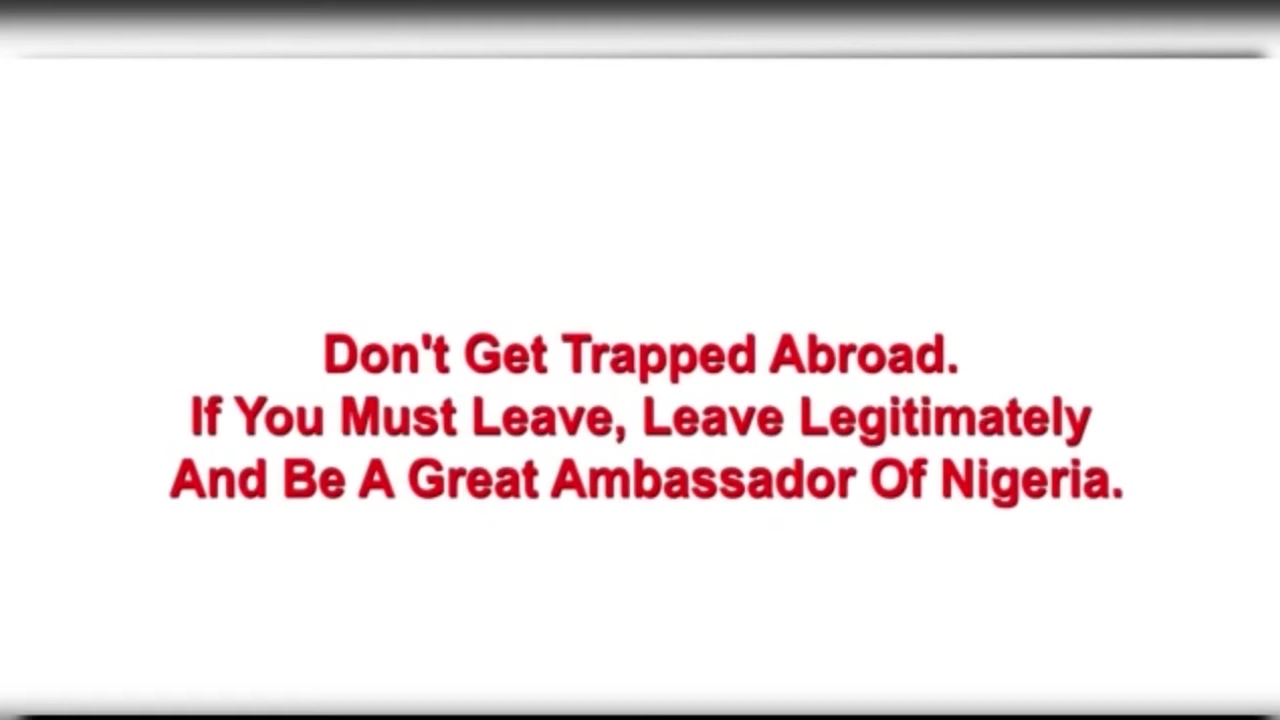 Don't Get Trapped Abroad.
If You Must Leave, Leave Legitimately
And Be A Great Ambassador Of Nigeria.